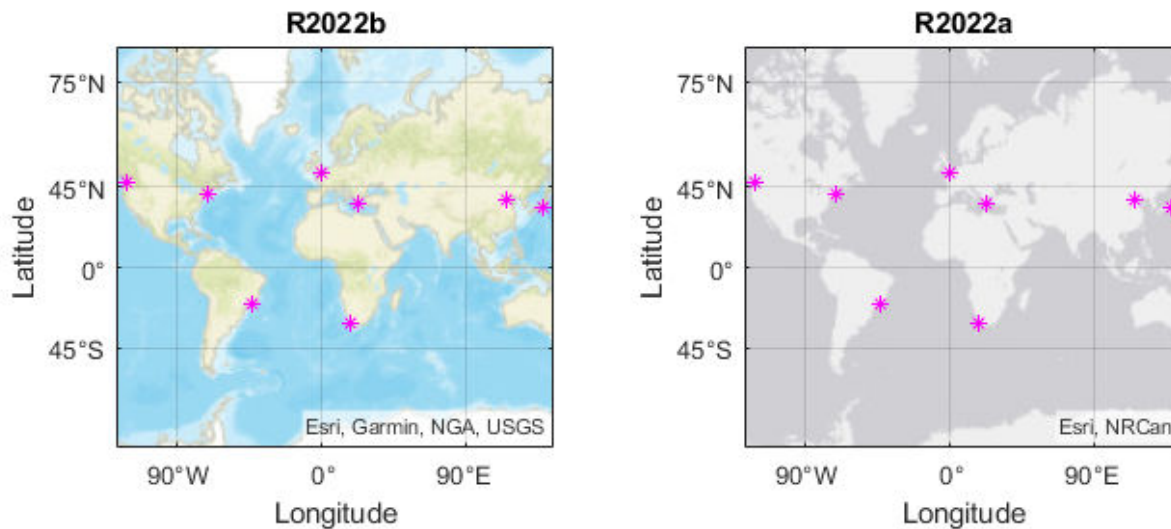 R2022b
75°N
45°N
0°
45°S
Latitude
Esri, Garmin, NGA, USGS
90°W
0°
90°E
Longitude
R2022a
75°N
45°N
0°
45°S
Latitude
Esri, NRCan
90°W
0°
90°E
Longitude